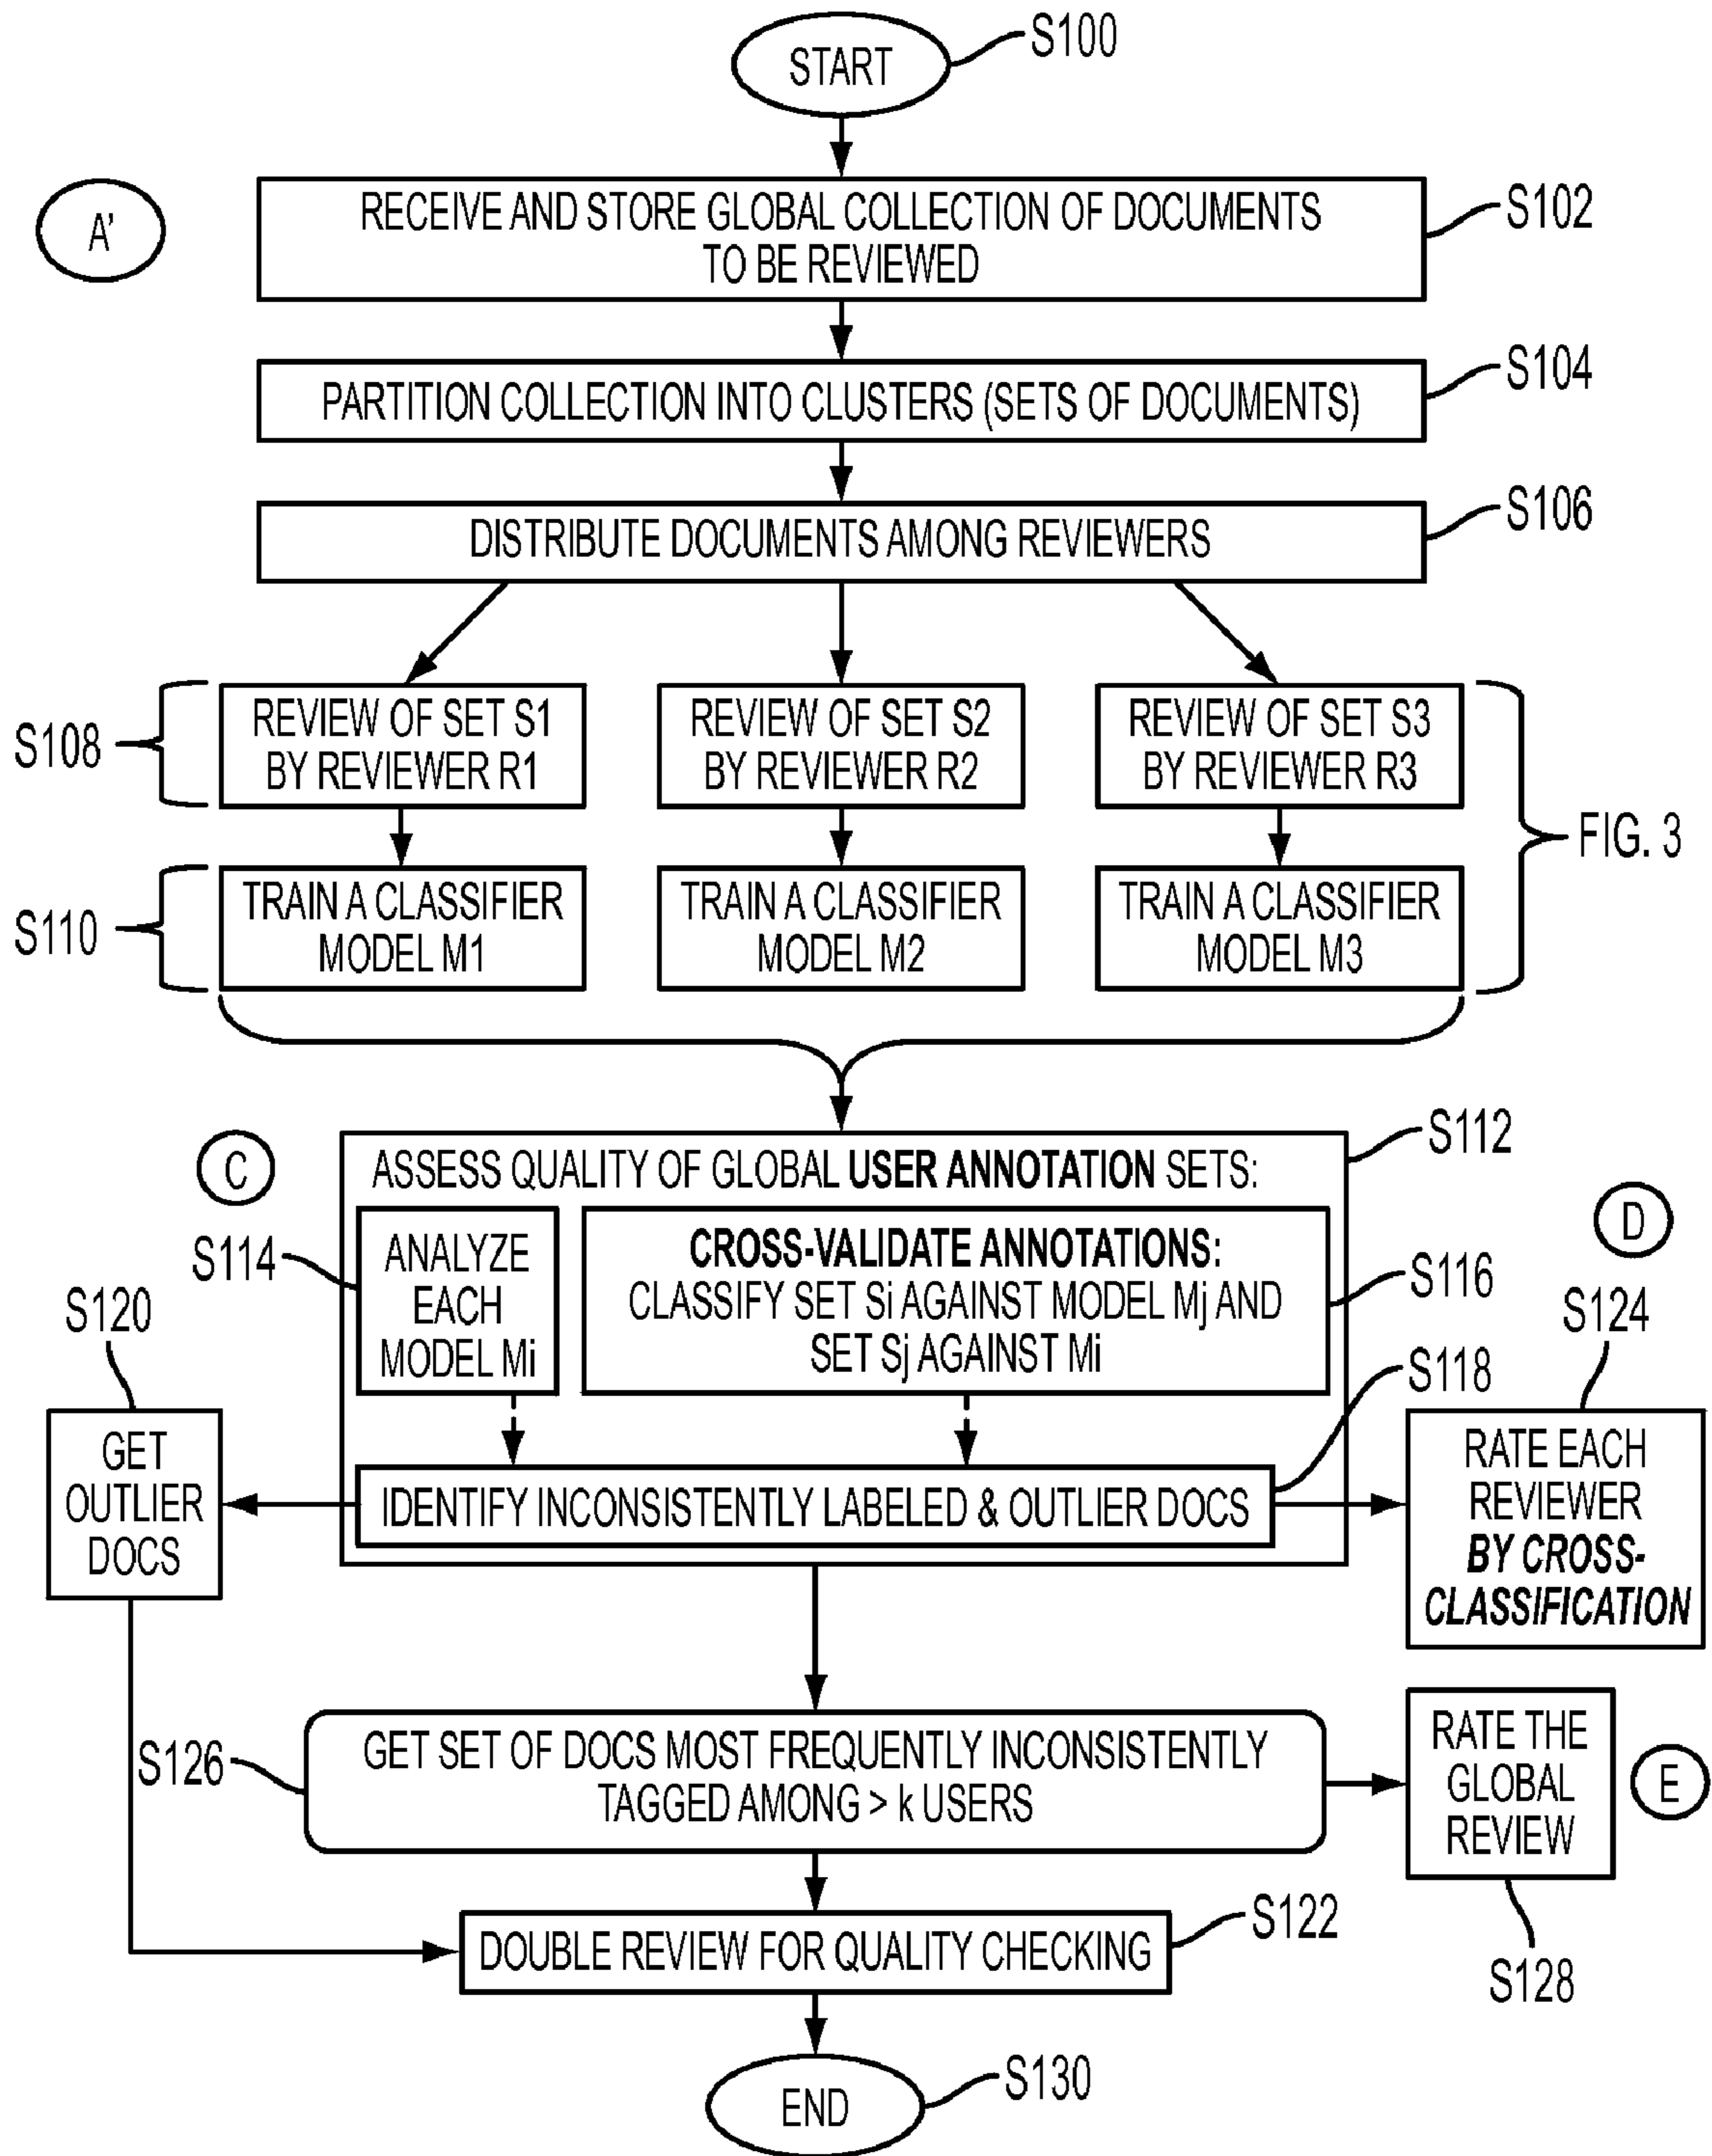 START
S100
A'
RECEIVE AND STORE GLOBAL COLLECTION OF DOCUMENTS
TO BE REVIEWED
S102
PARTITION COLLECTION INTO CLUSTERS (SETS OF DOCUMENTS)
S104
DISTRIBUTE DOCUMENTS AMONG REVIEWERS
S106
S108
REVIEW OF SET S1
BY REVIEWER R1
REVIEW OF SET S2
BY REVIEWER R2
REVIEW OF SET S3
BY REVIEWER R3
FIG. 3
S110
TRAIN A CLASSIFIER
MODEL M1
TRAIN A CLASSIFIER
MODEL M2
TRAIN A CLASSIFIER
MODEL M3
C
ASSESS QUALITY OF GLOBAL USER ANNOTATION SETS:
S112
D
S114
ANALYZE
EACH
MODEL Mi
CROSS-VALIDATE ANNOTATIONS:
CLASSIFY SET Si AGAINST MODEL Mj AND
SET Sj AGAINST Mi
S116
S118
IDENTIFY INCONSISTENTLY LABELED & OUTLIER DOCS
S120
GET
OUTLIER
DOCS
S124
RATE EACH
REVIEWER
BY CROSS-
CLASSIFICATION
S126
GET SET OF DOCS MOST FREQUENTLY INCONSISTENTLY
TAGGED AMONG > k USERS
RATE THE
GLOBAL
REVIEW
E
S128
DOUBLE REVIEW FOR QUALITY CHECKING
S122
END
S130